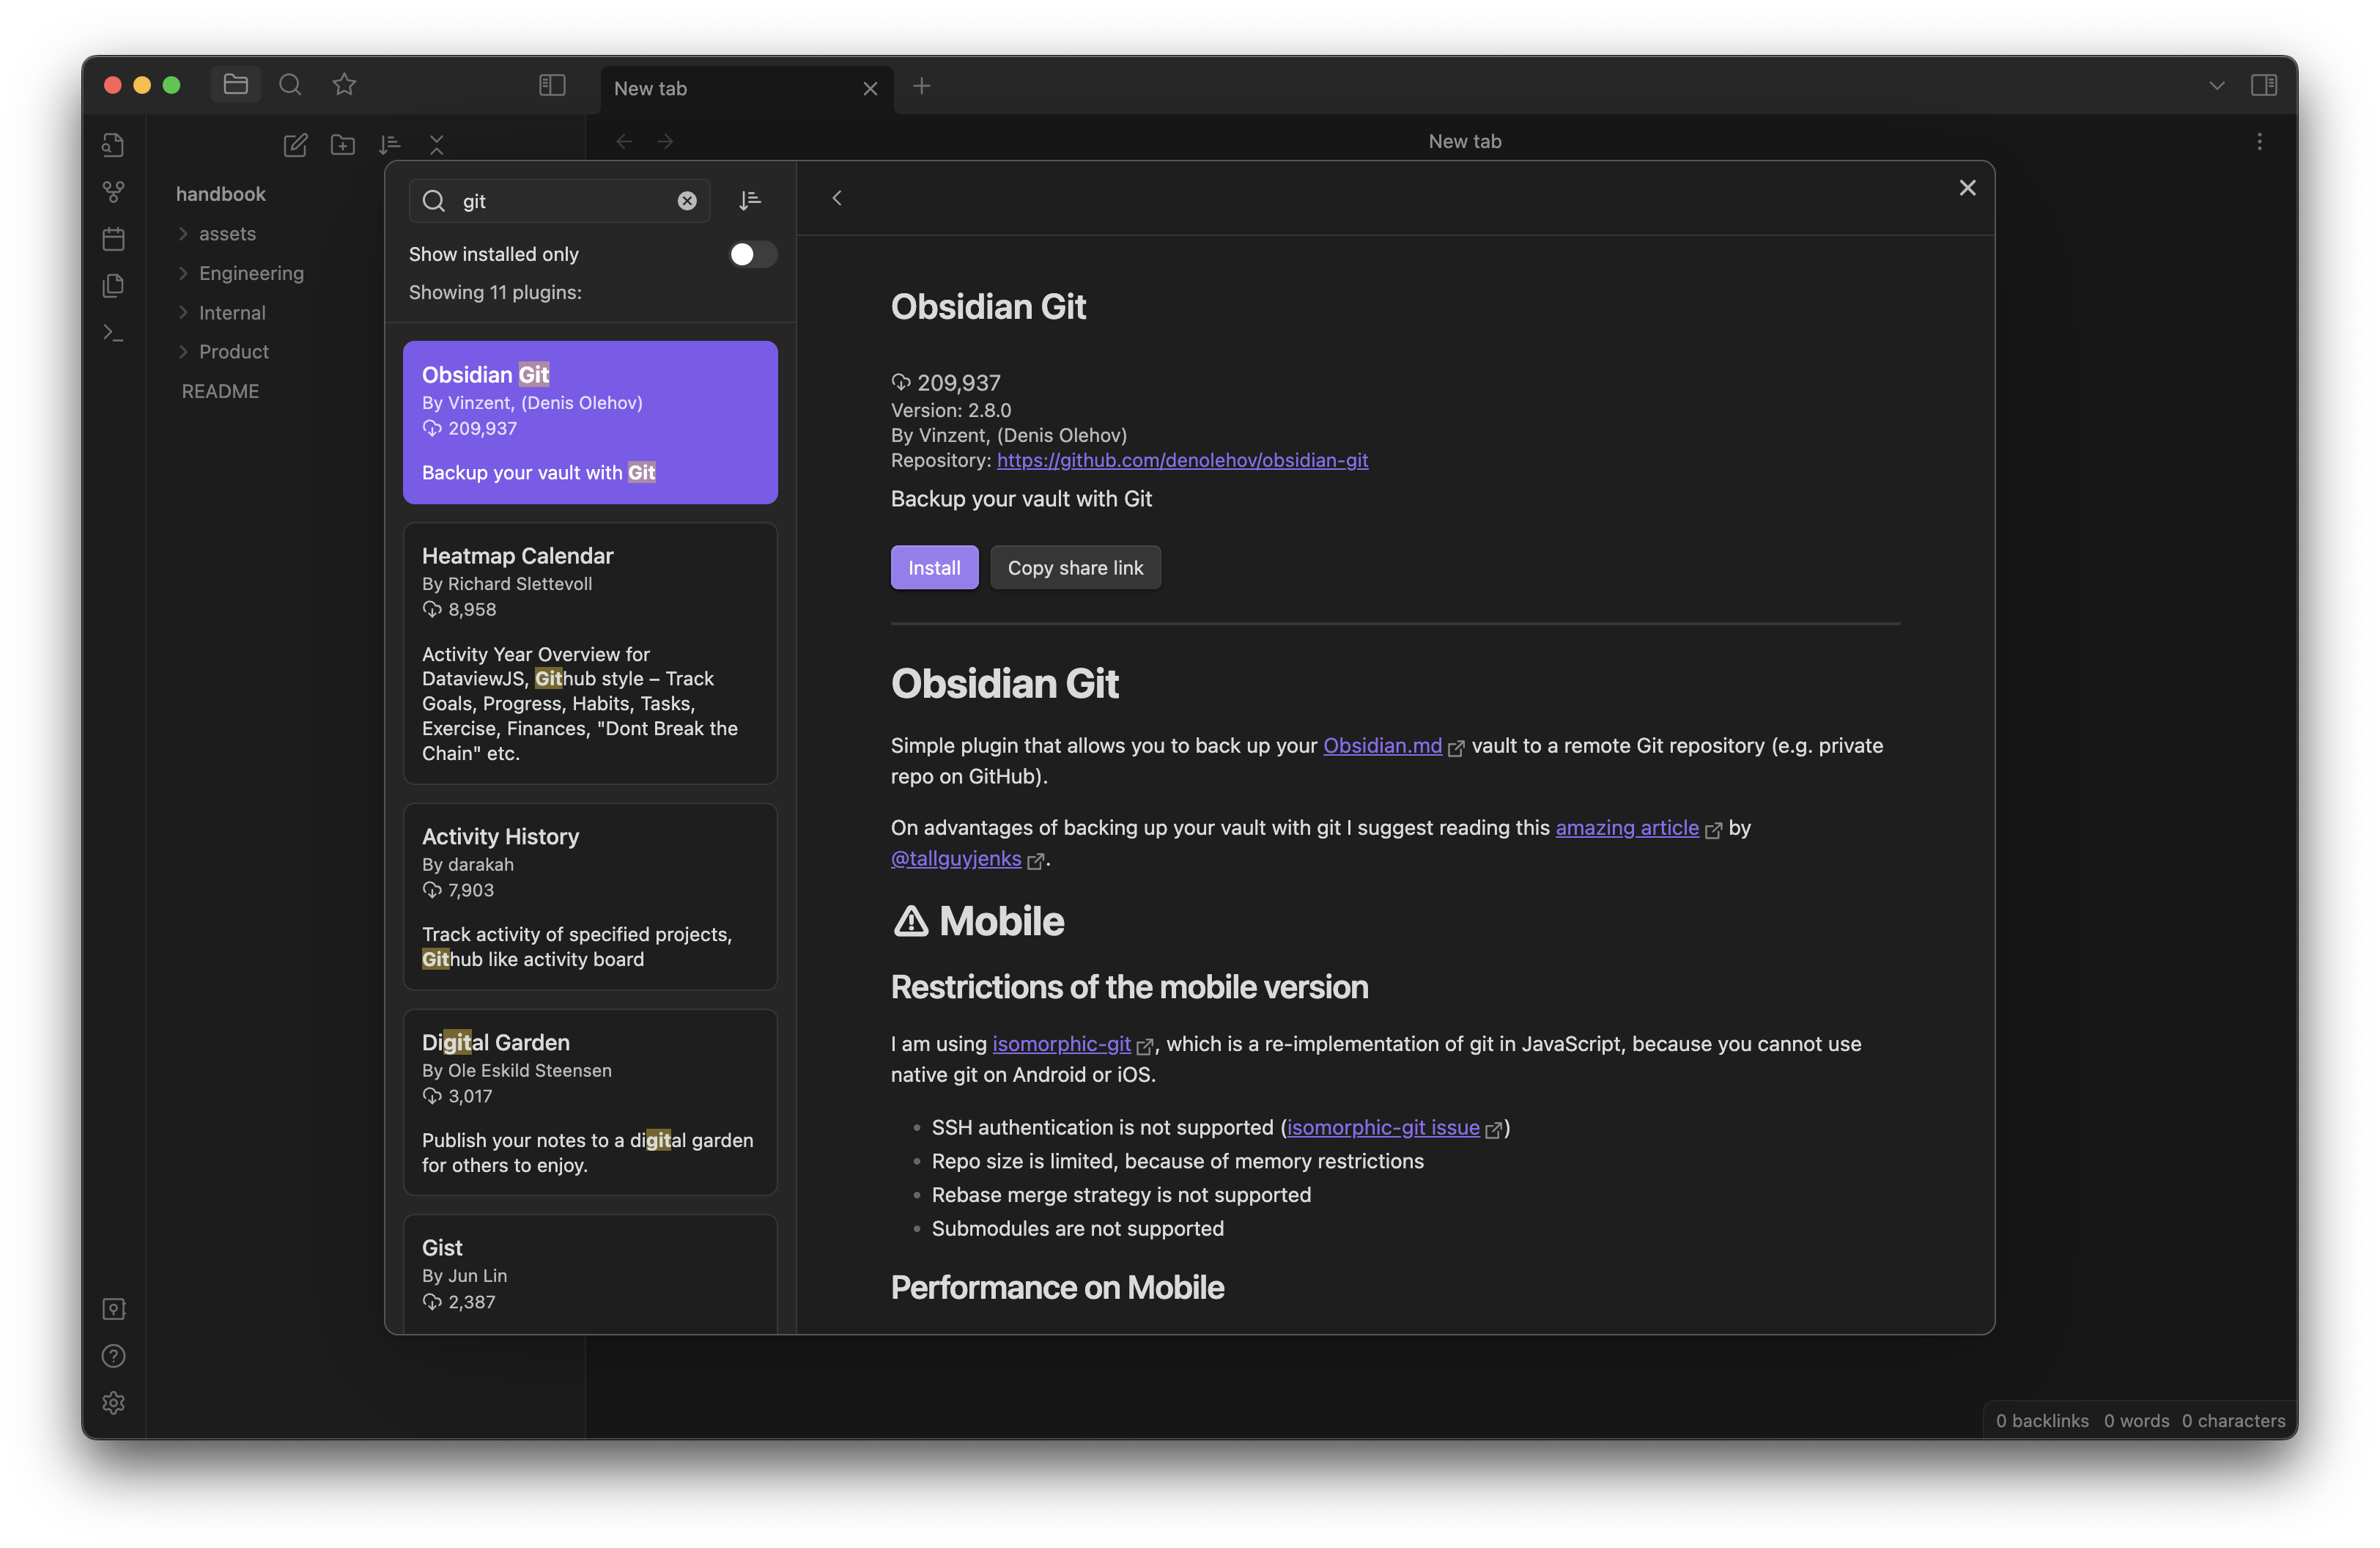 New tab
New tab
handbook
assets
Engineering
Internal
Product
README
git
Show installed only
Showing 11 plugins:
Obsidian Git
By Vinzent, (Denis Olehov)
209,937
Backup your vault with Git
Heatmap Calendar
By Richard Slettevoll
8,958
Activity Year Overview for
DataviewJS, Github style – Track
Goals, Progress, Habits, Tasks,
Exercise, Finances, "Dont Break the
Chain" etc.
Activity History
By darakah
7,903
Track activity of specified projects,
Github like activity board
Digital Garden
By Ole Eskild Steensen
3,017
Publish your notes to a digital garden
for others to enjoy.
Gist
By Jun Lin
2,387
Obsidian Git
209,937
Version: 2.8.0
By Vinzent, (Denis Olehov)
Repository: https://github.com/denolehov/obsidian-git
Backup your vault with Git
Install
Copy share link
Obsidian Git
Simple plugin that allows you to back up your Obsidian.md vault to a remote Git repository (e.g. private
repo on GitHub).
On advantages of backing up your vault with git I suggest reading this amazing article by
@tallguyjenks.
⚠ Mobile
Restrictions of the mobile version
I am using isomorphic-git, which is a re-implementation of git in JavaScript, because you cannot use
native git on Android or iOS.
• SSH authentication is not supported (isomorphic-git issue)
• Repo size is limited, because of memory restrictions
• Rebase merge strategy is not supported
• Submodules are not supported
Performance on Mobile
0 backlinks 0 words 0 characters